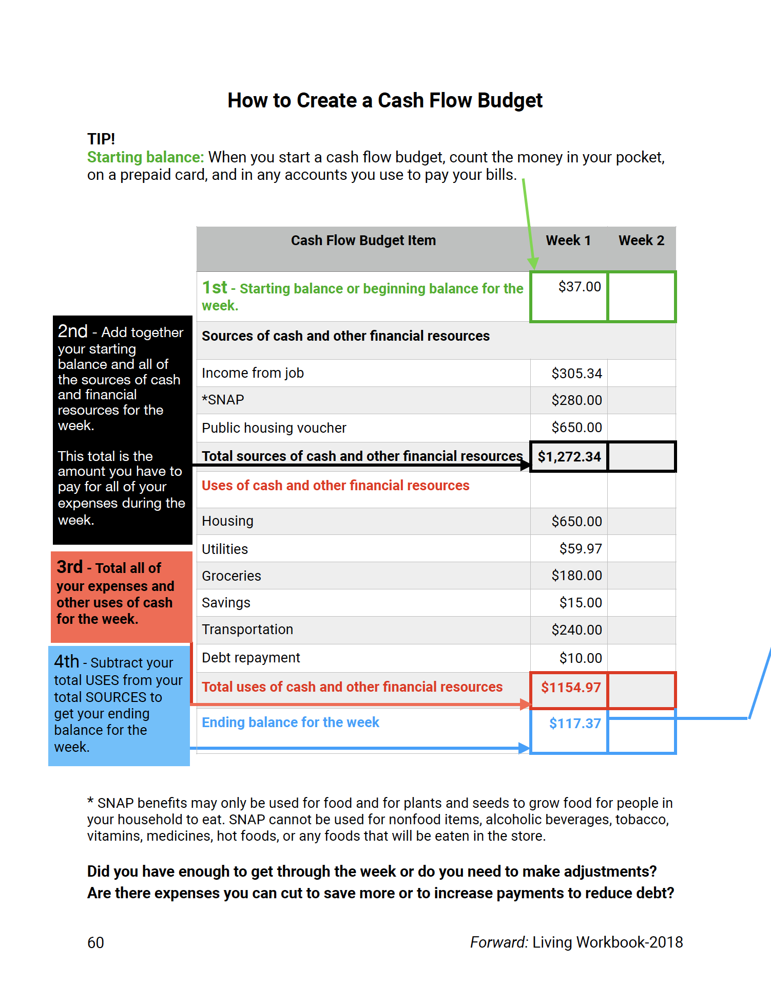 How to Create a Cash Flow Budget
TIP!
Starting balance: When you start a cash flow budget, count the money in your pocket,
on a prepaid card, and in any accounts you use to pay your bills.
Cash Flow Budget Item Week 1 Week 2
1st - Starting balance or beginning balance for the $37.00
week.
Sources of cash and other financial resources
Income from job $305.34
*SNAP $280.00
Public housing voucher $650.00
Total sources of cash and other financial resources $1,272.34
Uses of cash and other financial resources
Housing $650.00
Utilities $59.97
Groceries $180.00
Savings $15.00
Transportation $240.00
Debt repayment $10.00
Total uses of cash and other financial resources $1154.97
Ending balance for the week $117.37
2nd - Add together
your starting
balance and all of
the sources of cash
and financial
resources for the
week.
This total is the
amount you have to
pay for all of your
expenses during the
week.
3rd - Total all of
your expenses and
other uses of cash
for the week.
4th - Subtract your
total USES from your
total SOURCES to
get your ending
balance for the
week.
* SNAP benefits may only be used for food and for plants and seeds to grow food for people in
your household to eat. SNAP cannot be used for nonfood items, alcoholic beverages, tobacco,
vitamins, medicines, hot foods, or any foods that will be eaten in the store.
Did you have enough to get through the week or do you need to make adjustments?
Are there expenses you can cut to save more or to increase payments to reduce debt?
60 Forward: Living Workbook-2018